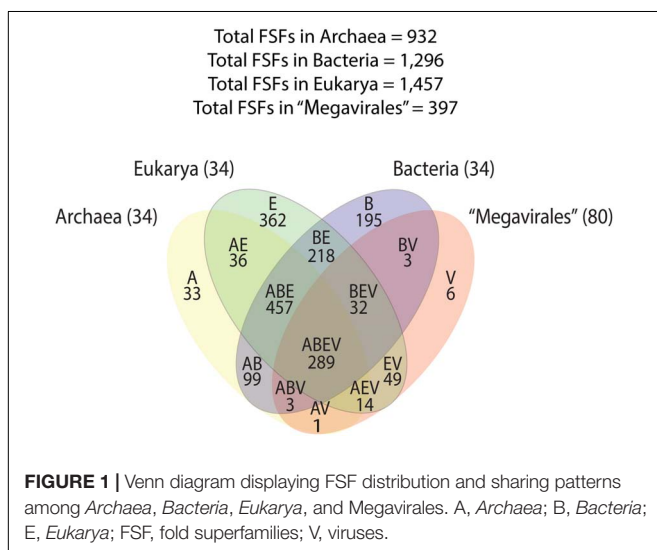 Total FSFs in Archaea = 932
Total FSFs in Bacteria = 1,296
Total FSFs in Eukarya = 1,457
Total FSFs in "Megavirales" = 397
Eukarya (34)
Bacteria (34)
Archaea (34)
"Megavirales" (80)
E
362
B
195
AE
36
BE
218
BV
3
A
33
V
6
ABE
457
BEV
32
ABEV
289
AB
99
EV
49
ABV
3
AEV
14
AV
1
FIGURE 1 | Venn diagram displaying FSF distribution and sharing patterns
among Archaea, Bacteria, Eukarya, and Megavirales. A, Archaea; B, Bacteria;
E, Eukarya; FSF, fold superfamilies; V, viruses.